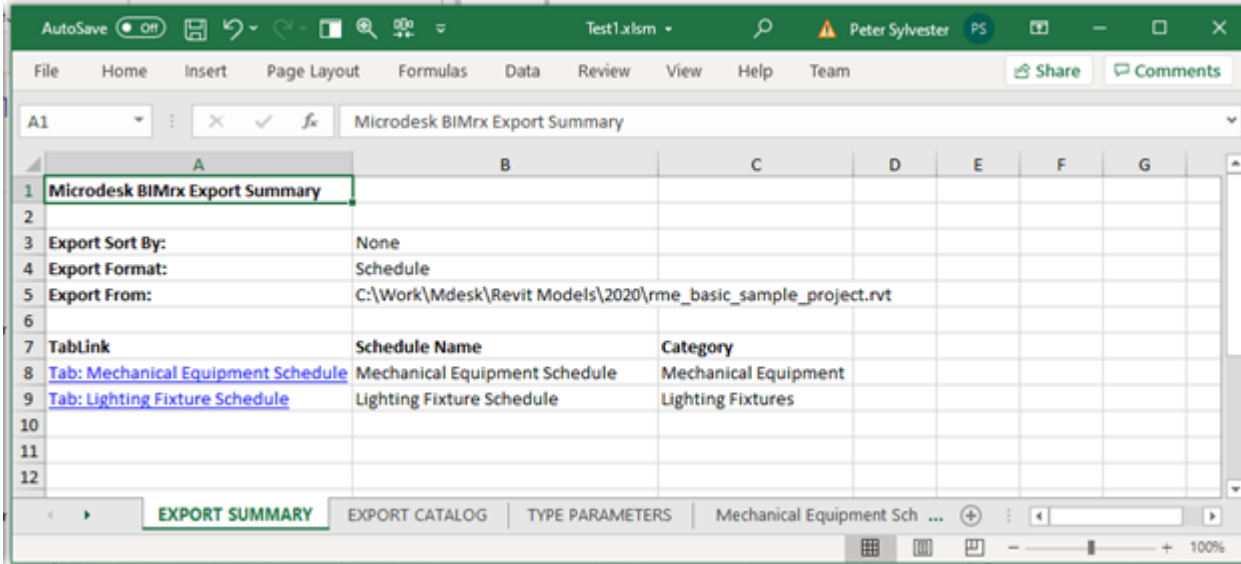 AutoSave Off Test1.xlsm Peter Sylvester PS
File Home Insert Page Layout Formulas Data Review View Help Team Share Comments
A1 fx Microdesk BIMrx Export Summary
A B C D E F G
1 Microdesk BIMrx Export Summary
2
3 Export Sort By: None
4 Export Format: Schedule
5 Export From: C:\Work\Mdesk\Revit Models\2020\rme_basic_sample_project.rvt
6
7 TabLink Schedule Name Category
8 Tab: Mechanical Equipment Schedule Mechanical Equipment Schedule Mechanical Equipment
9 Tab: Lighting Fixture Schedule Lighting Fixture Schedule Lighting Fixtures
10
11
12
EXPORT SUMMARY EXPORT CATALOG TYPE PARAMETERS Mechanical Equipment Sch ...
100%